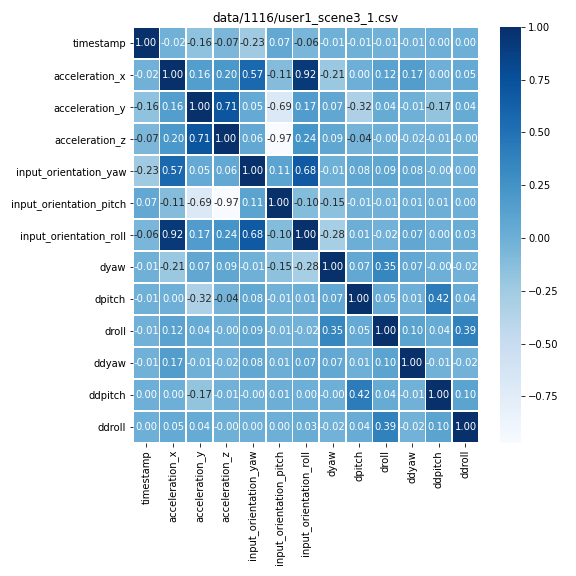 data/1116/user1_scene3_1.csv
timestamp 1.00 -0.02 -0.16 -0.07 -0.23 0.07 -0.06 -0.01 -0.01 -0.01 -0.01 0.00 0.00
acceleration_x -0.02 1.00 0.16 0.20 0.57 -0.11 0.92 -0.21 0.00 0.12 0.17 0.00 0.05
acceleration_y -0.16 0.16 1.00 0.71 0.05 -0.69 0.17 0.07 -0.32 0.04 -0.01 -0.17 0.04
acceleration_z -0.07 0.20 0.71 1.00 0.06 -0.97 0.24 0.09 -0.04 -0.00 -0.02 -0.01 -0.00
input_orientation_yaw -0.23 0.57 0.05 0.06 1.00 0.11 0.68 -0.01 0.08 0.09 0.08 -0.00 0.00
input_orientation_pitch 0.07 -0.11 -0.69 -0.97 0.11 1.00 -0.10 -0.15 -0.01 -0.01 0.01 0.01 0.00
input_orientation_roll -0.06 0.92 0.17 0.24 0.68 -0.10 1.00 -0.28 0.01 -0.02 0.07 0.00 0.03
dyaw -0.01 -0.21 0.07 0.09 -0.01 -0.15 -0.28 1.00 0.07 0.35 0.07 -0.00 -0.02
dpitch -0.01 0.00 -0.32 -0.04 0.08 -0.01 0.01 0.07 1.00 0.05 0.01 0.42 0.04
droll -0.01 0.12 0.04 -0.00 0.09 -0.01 -0.02 0.35 0.05 1.00 0.10 0.04 0.39
ddyaw -0.01 0.17 -0.01 -0.02 0.08 0.01 0.07 0.07 0.01 0.10 1.00 -0.01 -0.02
ddpitch 0.00 0.00 -0.17 -0.01 -0.00 0.01 0.00 -0.00 0.42 0.04 -0.01 1.00 0.10
ddroll 0.00 0.05 0.04 -0.00 0.00 0.00 0.03 -0.02 0.04 0.39 -0.02 0.10 1.00
timestamp
acceleration_x
acceleration_y
acceleration_z
input_orientation_yaw
input_orientation_pitch
input_orientation_roll
dyaw
dpitch
droll
ddyaw
ddpitch
ddroll
1.00
0.75
0.50
0.25
0.00
−0.25
−0.50
−0.75